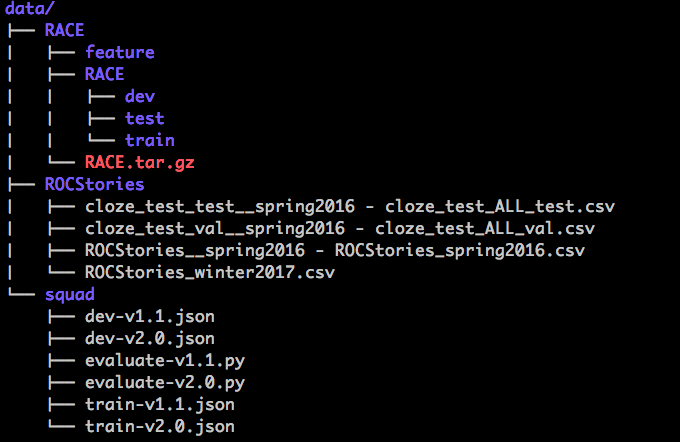 data/
├── RACE
│   ├── feature
│   ├── RACE
│   │   ├── dev
│   │   ├── test
│   │   └── train
│   └── RACE.tar.gz
├── ROCStories
│   ├── cloze_test_test__spring2016 - cloze_test_ALL_test.csv
│   ├── cloze_test_val__spring2016 - cloze_test_ALL_val.csv
│   ├── ROCStories__spring2016 - ROCStories_spring2016.csv
│   └── ROCStories_winter2017.csv
└── squad
    ├── dev-v1.1.json
    ├── dev-v2.0.json
    ├── evaluate-v1.1.py
    ├── evaluate-v2.0.py
    ├── train-v1.1.json
    └── train-v2.0.json